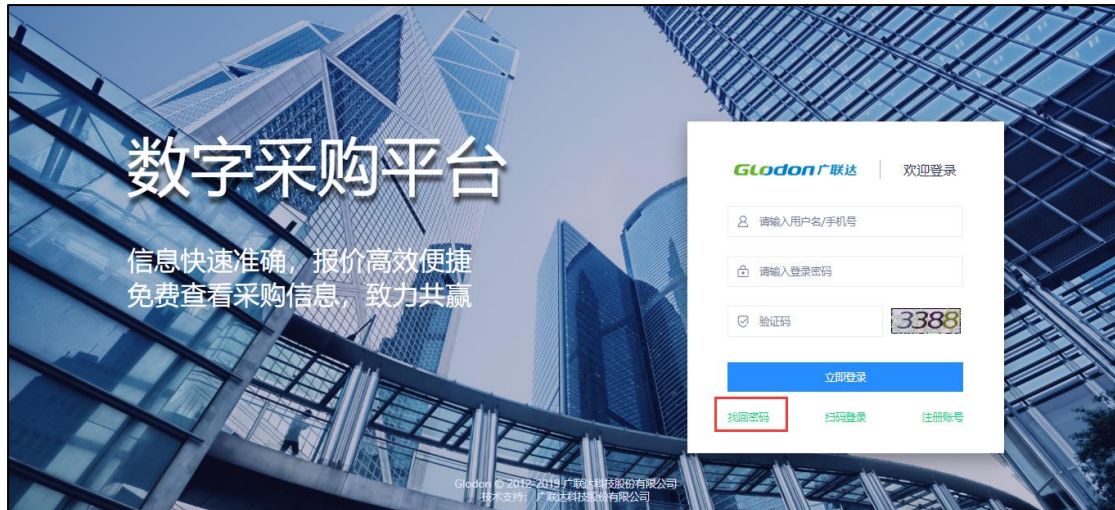 数字采购平台
信息快速准确，报价高效便捷
免费查看采购信息，致力共赢
GLodon广联达 欢迎登录
请输入用户名/手机号
请输入登录密码
验证码 3388
立即登录
找回密码 扫码登录 注册账号
Glodon © 2012-2019 广联达科技股份有限公司
技术支持：广联达科技股份有限公司